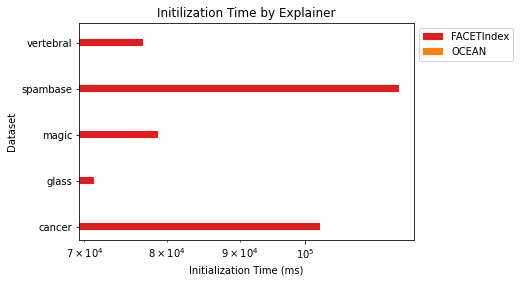 Initilization Time by Explainer
FACETIndex
OCEAN
Dataset
vertebral
spambase
magic
glass
cancer
7 × 10⁴
8 × 10⁴
9 × 10⁴
10⁵
Initialization Time (ms)